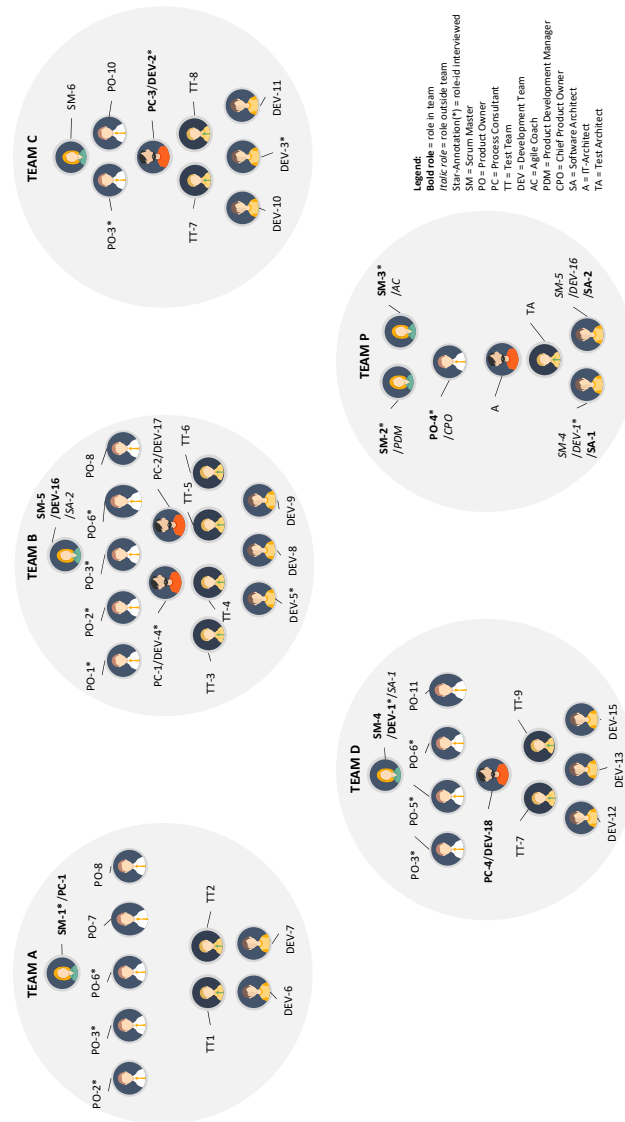 TEAM A
SM-1* /PC-1
PO-2*
PO-3*
PO-6*
PO-7
PO-8
TT1
TT2
DEV-6
DEV-7
TEAM B
SM-5
/DEV-16
/SA-2
PO-1*
PO-2*
PO-3*
PO-6*
PO-8
PC-1/DEV-4*
PC-2/DEV-17
TT-3
TT-4
TT-5
TT-6
DEV-5*
DEV-8
DEV-9
TEAM C
SM-6
PO-3*
PO-10
PC-3/DEV-2*
TT-7
TT-8
DEV-10
DEV-3*
DEV-11
TEAM D
SM-4
/DEV-1*/SA-1
PO-3*
PO-5*
PO-6*
PO-11
PC-4/DEV-18
TT-7
TT-9
DEV-12
DEV-13
DEV-15
TEAM P
SM-2*
/PDM
SM-3*
/AC
PO-4*
/CPO
A
TA
SM-4
/DEV-1*
/SA-1
SM-5
/DEV-16
/SA-2
Legend:
Bold role = role in team
Italic role = role outside team
Star-Annotation(*) = role-id interviewed
SM = Scrum Master
PO = Product Owner
PC = Process Consultant
TT = Test Team
DEV = Development Team
AC = Agile Coach
PDM = Product Development Manager
CPO = Chief Product Owner
SA = Software Architect
A = IT-Architect
TA = Test Architect